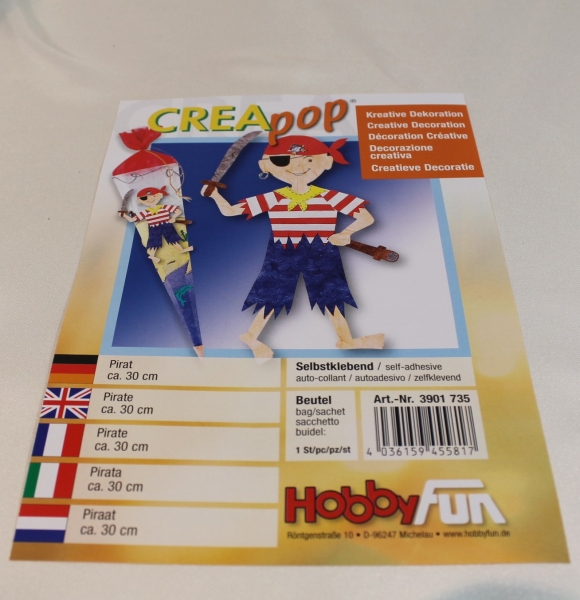 CREApop®
Kreative Dekoration
Creative Decoration
Décoration Créative
Decorazione
creativa
Creatieve Decoratie
Pirat
ca. 30 cm
Pirate
ca. 30 cm
Pirate
ca. 30 cm
Pirata
ca. 30 cm
Piraat
ca. 30 cm
Selbstklebend / self-adhesive
auto-collant / autoadesivo / zelfklevend
Beutel
bag/sachet
sacchetto
buidel:
1 St/pc/pz/st
Art.-Nr. 3901 735
4 036159 455817
HobbyFun
Röntgenstraße 10 • D-96247 Michelau • www.hobbyfun.de